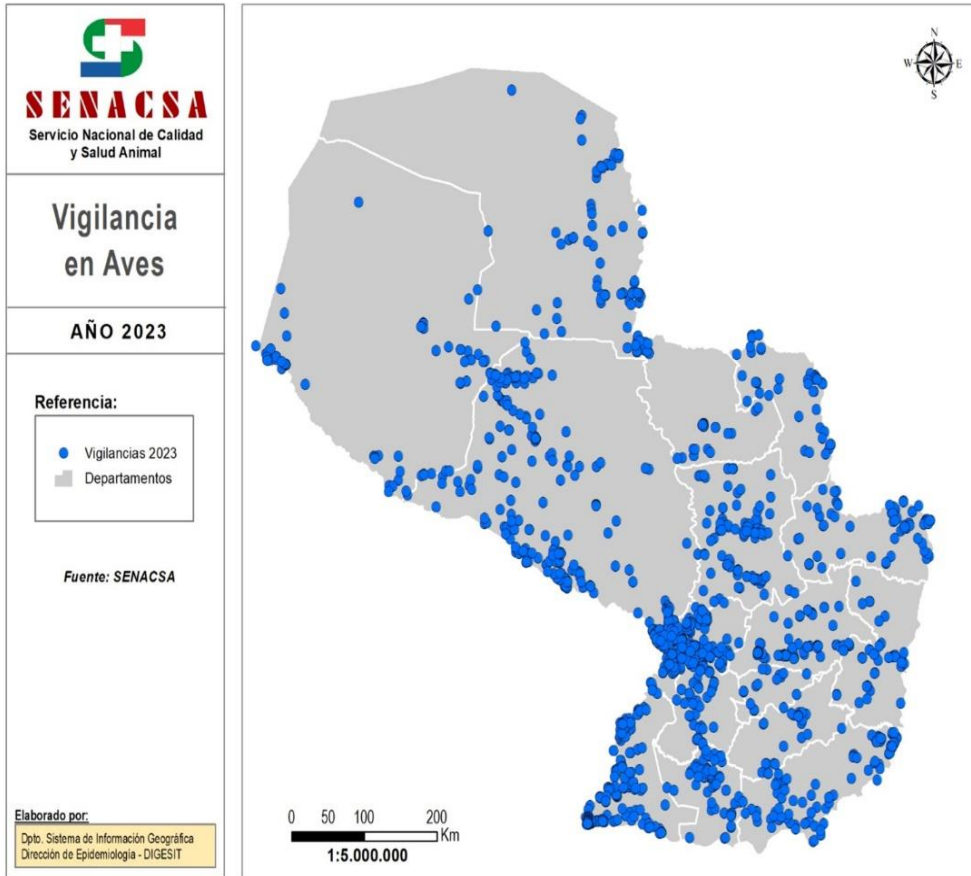 SENACSA
Servicio Nacional de Calidad
y Salud Animal
Vigilancia
en Aves
AÑO 2023
Referencia:
Vigilancias 2023
Departamentos
Fuente: SENACSA
Elaborado por:
Dpto. Sistema de Información Geográfica
Dirección de Epidemiología - DIGESIT
N
W E
S
0 50 100 200
Km
1:5.000.000